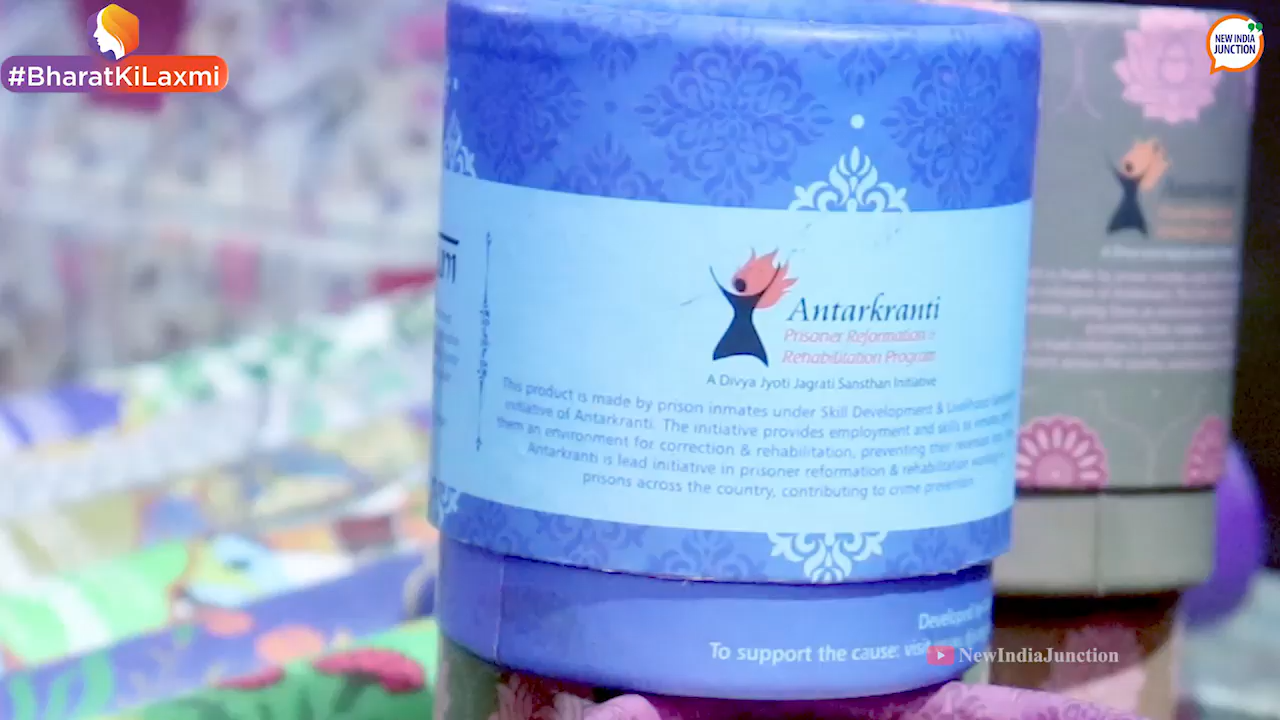 #BharatKiLaxmi
NEW INDIA
JUNCTION
Antarkranti
Prisoner Reformation &
Rehabilitation Program
A Divya Jyoti Jagrati Sansthan Initiative
This product is made by prison inmates under Skill Development & Livelihood
initiative of Antarkranti. The initiative provides employment and skills to
them an environment for correction & rehabilitation, preventing their
Antarkranti is lead initiative in prisoner reformation & rehabilitation
prisons across the country, contributing to crime prevention
Developed
To support the cause: visit
NewIndiaJunction